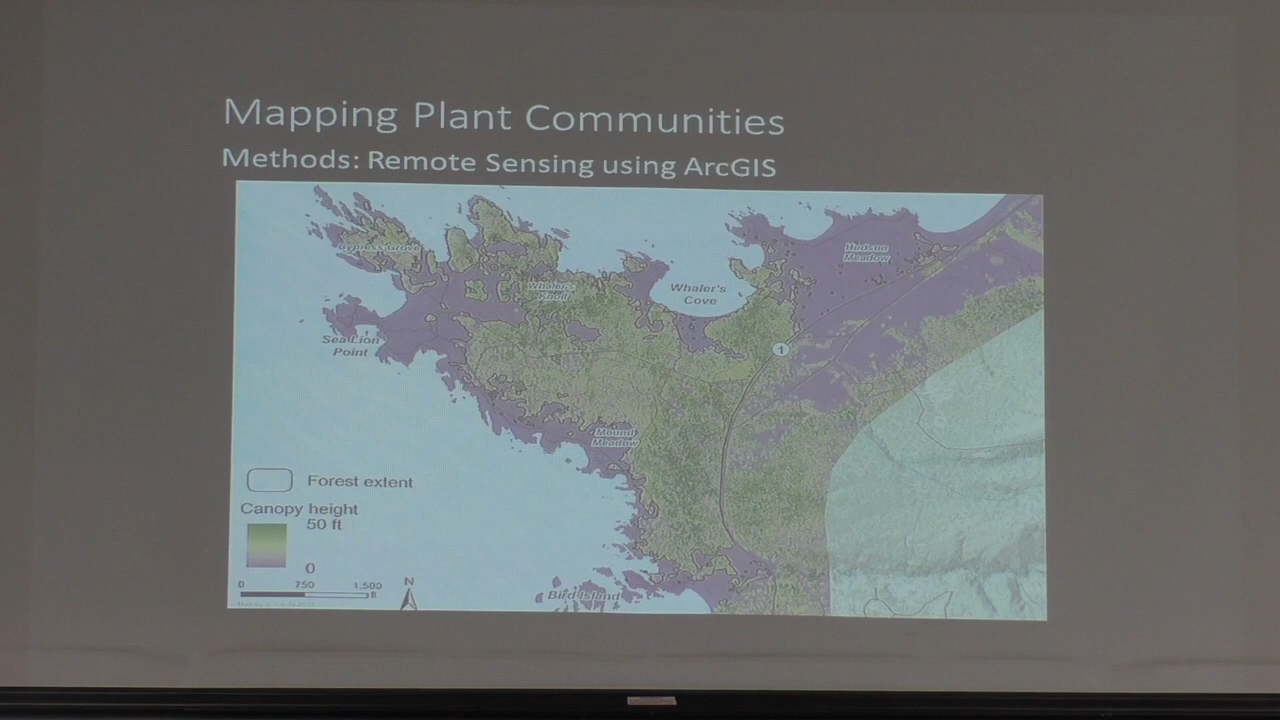 Mapping Plant Communities
Methods: Remote Sensing using ArcGIS
Cypress Grove
Hudson
Meadow
Whaler's
Knoll
Whaler's
Cove
Sea Lion
Point
1
Mound
Meadow
Forest extent
Canopy height
50 ft
0
0 750 1,500
ft
N
Bird Island